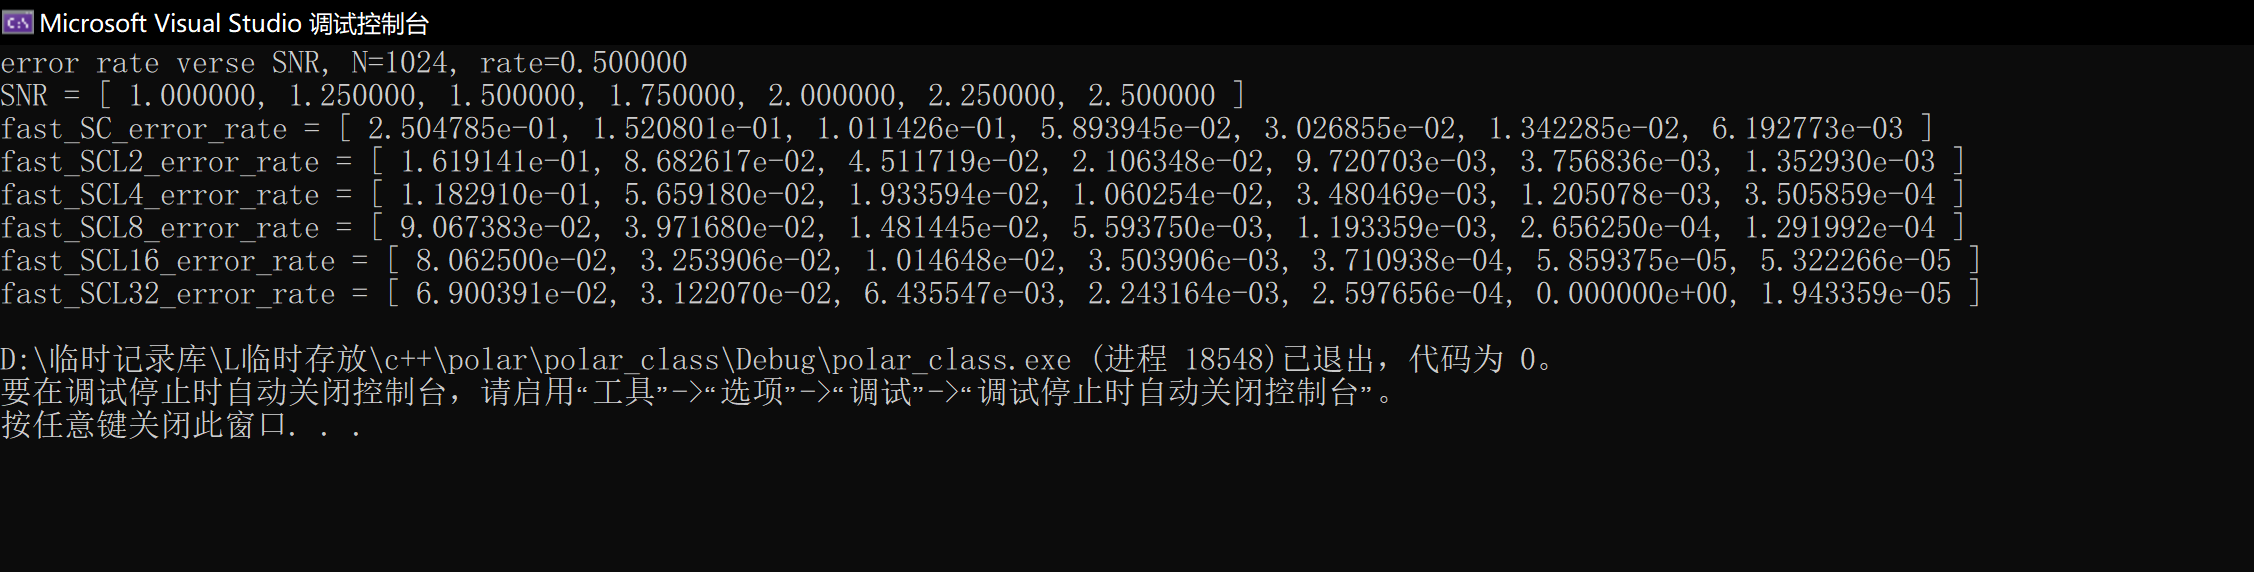 Microsoft Visual Studio 调试控制台
error rate verse SNR, N=1024, rate=0.500000
SNR = [ 1.000000, 1.250000, 1.500000, 1.750000, 2.000000, 2.250000, 2.500000 ]
fast_SC_error_rate = [ 2.504785e-01, 1.520801e-01, 1.011426e-01, 5.893945e-02, 3.026855e-02, 1.342285e-02, 6.192773e-03 ]
fast_SCL2_error_rate = [ 1.619141e-01, 8.682617e-02, 4.511719e-02, 2.106348e-02, 9.720703e-03, 3.756836e-03, 1.352930e-03 ]
fast_SCL4_error_rate = [ 1.182910e-01, 5.659180e-02, 1.933594e-02, 1.060254e-02, 3.480469e-03, 1.205078e-03, 3.505859e-04 ]
fast_SCL8_error_rate = [ 9.067383e-02, 3.971680e-02, 1.481445e-02, 5.593750e-03, 1.193359e-03, 2.656250e-04, 1.291992e-04 ]
fast_SCL16_error_rate = [ 8.062500e-02, 3.253906e-02, 1.014648e-02, 3.503906e-03, 3.710938e-04, 5.859375e-05, 5.322266e-05 ]
fast_SCL32_error_rate = [ 6.900391e-02, 3.122070e-02, 6.435547e-03, 2.243164e-03, 2.597656e-04, 0.000000e+00, 1.943359e-05 ]
D:\临时记录库\L临时存放\c++\polar\polar_class\Debug\polar_class.exe (进程 18548)已退出，代码为 0。
要在调试停止时自动关闭控制台，请启用“工具”->“选项”->“调试”->“调试停止时自动关闭控制台”。
按任意键关闭此窗口. . .